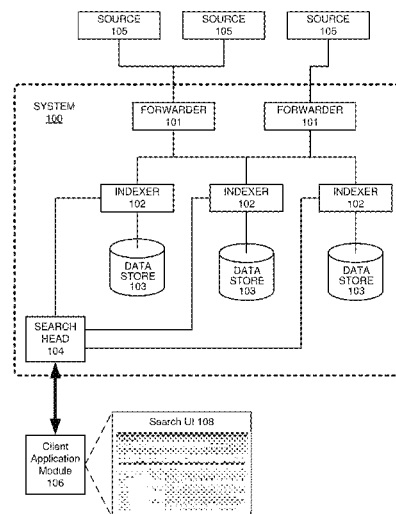 SOURCE
105
SOURCE
105
SOURCE
105
SYSTEM
100
FORWARDER
101
FORWARDER
101
INDEXER
102
INDEXER
102
INDEXER
102
DATA
STORE
103
DATA
STORE
103
DATA
STORE
103
SEARCH
HEAD
104
Search UI 108
Client
Application
Module
106